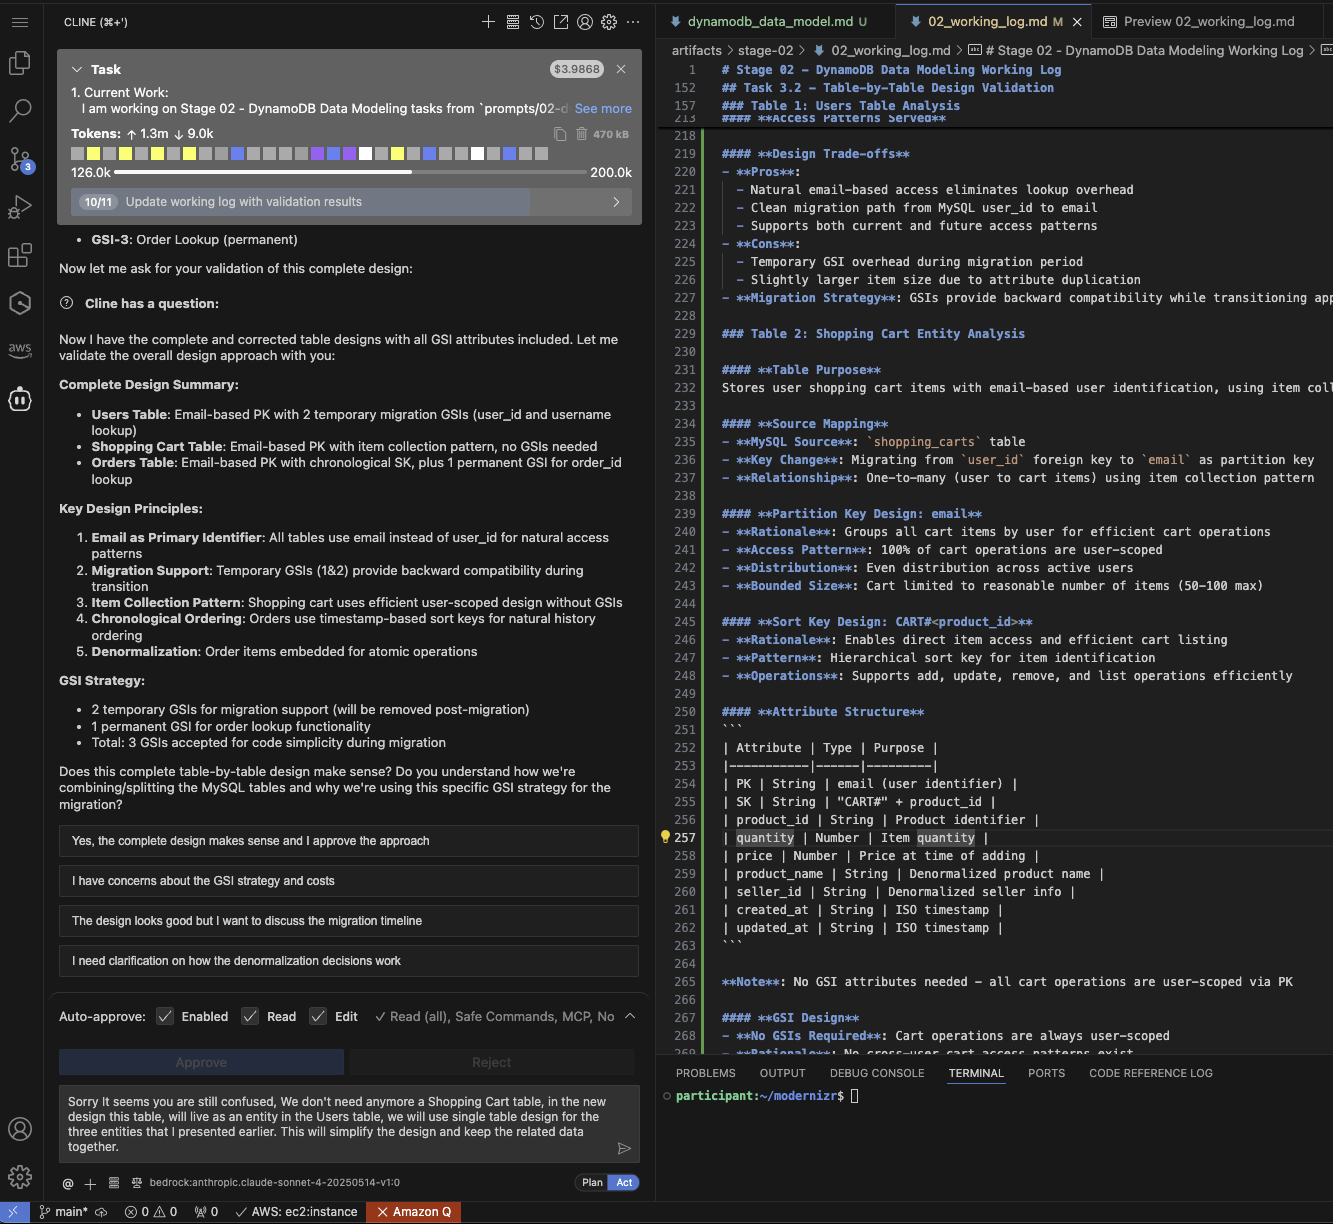 CLINE (⌘+')
Task
$3.9868
1. Current Work:
I am working on Stage 02 - DynamoDB Data Modeling tasks from `prompts/02-d See more
Tokens: ↑ 1.3m ↓ 9.0k
470 kB
126.0k
200.0k
10/11 Update working log with validation results
• GSI-3: Order Lookup (permanent)
Now let me ask for your validation of this complete design:
Cline has a question:
Now I have the complete and corrected table designs with all GSI attributes included. Let me
validate the overall design approach with you:
Complete Design Summary:
• Users Table: Email-based PK with 2 temporary migration GSIs (user_id and username
lookup)
• Shopping Cart Table: Email-based PK with item collection pattern, no GSIs needed
• Orders Table: Email-based PK with chronological SK, plus 1 permanent GSI for order_id
lookup
Key Design Principles:
1. Email as Primary Identifier: All tables use email instead of user_id for natural access
patterns
2. Migration Support: Temporary GSIs (1&2) provide backward compatibility during
transition
3. Item Collection Pattern: Shopping cart uses efficient user-scoped design without GSIs
4. Chronological Ordering: Orders use timestamp-based sort keys for natural history
ordering
5. Denormalization: Order items embedded for atomic operations
GSI Strategy:
• 2 temporary GSIs for migration support (will be removed post-migration)
• 1 permanent GSI for order lookup functionality
• Total: 3 GSIs accepted for code simplicity during migration
Does this complete table-by-table design make sense? Do you understand how we're
combining/splitting the MySQL tables and why we're using this specific GSI strategy for the
migration?
Yes, the complete design makes sense and I approve the approach
I have concerns about the GSI strategy and costs
The design looks good but I want to discuss the migration timeline
I need clarification on how the denormalization decisions work
Auto-approve: Enabled Read Edit Read (all), Safe Commands, MCP, No
Approve
Reject
Sorry It seems you are still confused, We don't need anymore a Shopping Cart table, in the new
design this table, will live as an entity in the Users table, we will use single table design for the
three entities that I presented earlier. This will simplify the design and keep the related data
together.
@ bedrock:anthropic.claude-sonnet-4-20250514-v1:0
Plan Act
3
aws
dynamodb_data_model.md U
02_working_log.md M
Preview 02_working_log.md
artifacts > stage-02 > 02_working_log.md > # Stage 02 - DynamoDB Data Modeling Working Log >
1 # Stage 02 - DynamoDB Data Modeling Working Log
152 ## Task 3.2 - Table-by-Table Design Validation
157 ### Table 1: Users Table Analysis
213 #### **Access Patterns Served**
218
219 #### **Design Trade-offs**
220 - **Pros**:
221 - Natural email-based access eliminates lookup overhead
222 - Clean migration path from MySQL user_id to email
223 - Supports both current and future access patterns
224 - **Cons**:
225 - Temporary GSI overhead during migration period
226 - Slightly larger item size due to attribute duplication
227 - **Migration Strategy**: GSIs provide backward compatibility while transitioning app
228
229 ### Table 2: Shopping Cart Entity Analysis
230
231 #### **Table Purpose**
232 Stores user shopping cart items with email-based user identification, using item coll
233
234 #### **Source Mapping**
235 - **MySQL Source**: `shopping_carts` table
236 - **Key Change**: Migrating from `user_id` foreign key to `email` as partition key
237 - **Relationship**: One-to-many (user to cart items) using item collection pattern
238
239 #### **Partition Key Design: email**
240 - **Rationale**: Groups all cart items by user for efficient cart operations
241 - **Access Pattern**: 100% of cart operations are user-scoped
242 - **Distribution**: Even distribution across active users
243 - **Bounded Size**: Cart limited to reasonable number of items (50-100 max)
244
245 #### **Sort Key Design: CART#<product_id>**
246 - **Rationale**: Enables direct item access and efficient cart listing
247 - **Pattern**: Hierarchical sort key for item identification
248 - **Operations**: Supports add, update, remove, and list operations efficiently
249
250 #### **Attribute Structure**
251 ```
252 | Attribute | Type | Purpose |
253 |-----------|------|---------|
254 | PK | String | email (user identifier) |
255 | SK | String | "CART#" + product_id |
256 | product_id | String | Product identifier |
257 | quantity | Number | Item quantity |
258 | price | Number | Price at time of adding |
259 | product_name | String | Denormalized product name |
260 | seller_id | String | Denormalized seller info |
261 | created_at | String | ISO timestamp |
262 | updated_at | String | ISO timestamp |
263 ```
264
265 **Note**: No GSI attributes needed - all cart operations are user-scoped via PK
266
267 #### **GSI Design**
268 - **No GSIs Required**: Cart operations are always user-scoped
269 - **Rationale**: No cross-user cart access patterns exist
PROBLEMS OUTPUT DEBUG CONSOLE TERMINAL PORTS CODE REFERENCE LOG
participant:~/modernizr$
main* 0 0 0 AWS: ec2:instance Amazon Q